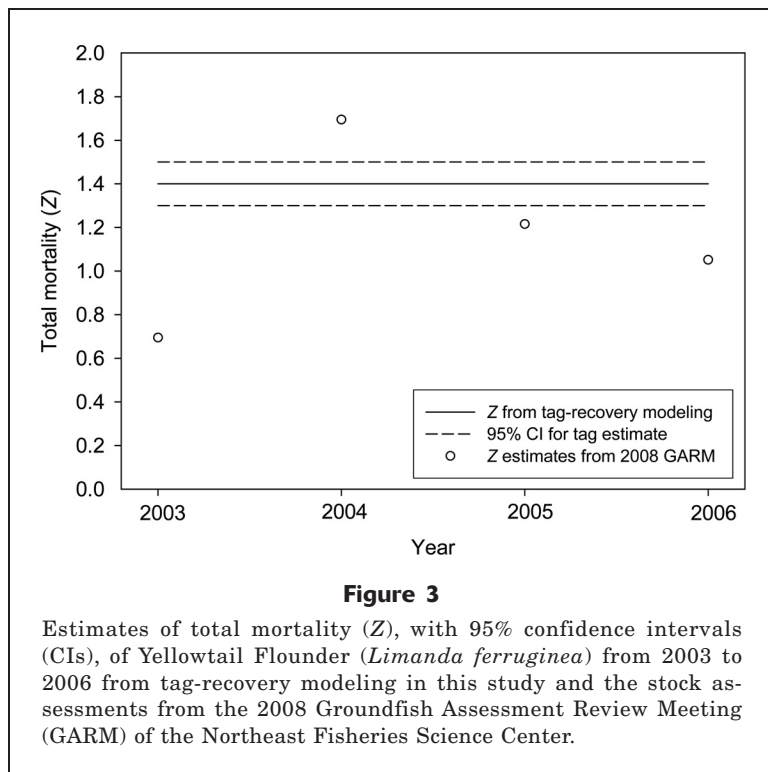 2.0
1.8
1.6
1.4
1.2
1.0
0.8
0.6
0.4
0.2
0.0
Total mortality (Z)
Z from tag-recovery modeling
95% CI for tag estimate
Z estimates from 2008 GARM
2003 2004 2005 2006
Year
Figure 3
Estimates of total mortality (Z), with 95% confidence intervals
(CIs), of Yellowtail Flounder (Limanda ferruginea) from 2003 to
2006 from tag-recovery modeling in this study and the stock as-
sessments from the 2008 Groundfish Assessment Review Meeting
(GARM) of the Northeast Fisheries Science Center.